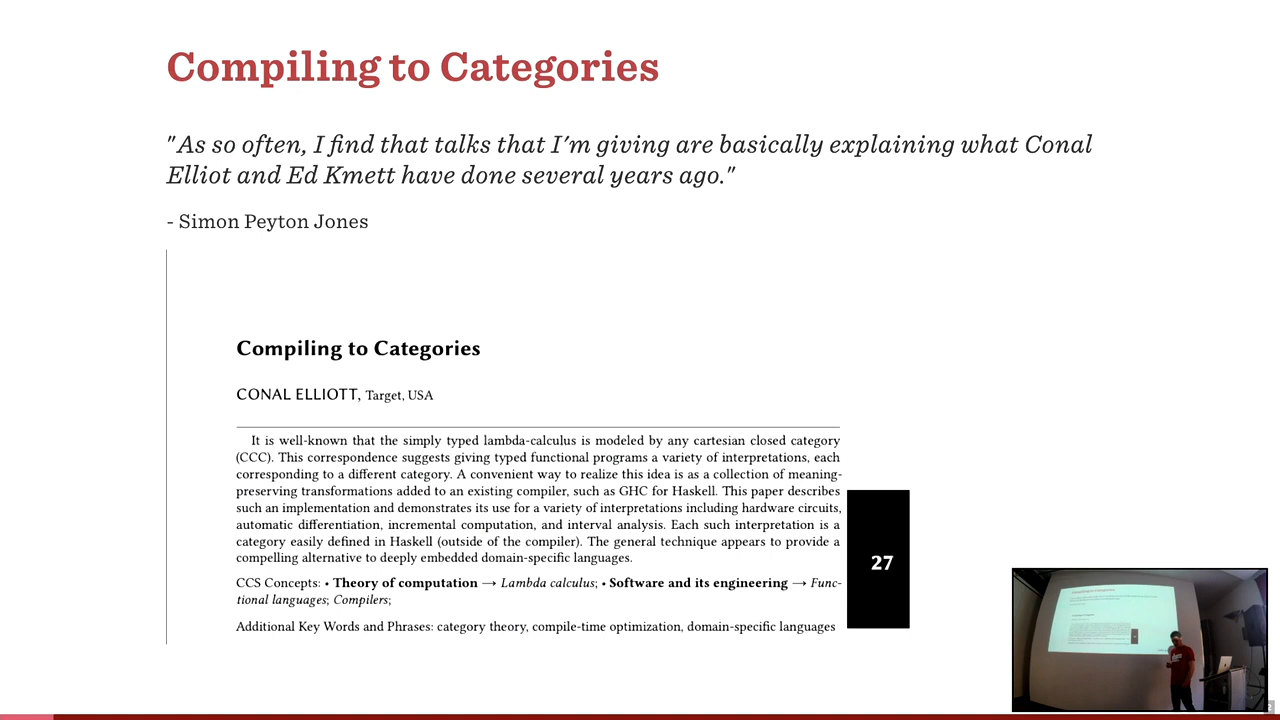 Compiling to Categories
"As so often, I find that talks that I'm giving are basically explaining what Conal
Elliot and Ed Kmett have done several years ago."
- Simon Peyton Jones
Compiling to Categories
CONAL ELLIOTT, Target, USA
It is well-known that the simply typed lambda-calculus is modeled by any cartesian closed category
(CCC). This correspondence suggests giving typed functional programs a variety of interpretations, each
corresponding to a different category. A convenient way to realize this idea is as a collection of meaning-
preserving transformations added to an existing compiler, such as GHC for Haskell. This paper describes
such an implementation and demonstrates its use for a variety of interpretations including hardware circuits,
automatic differentiation, incremental computation, and interval analysis. Each such interpretation is a
category easily defined in Haskell (outside of the compiler). The general technique appears to provide a
compelling alternative to deeply embedded domain-specific languages.
27
CCS Concepts: • Theory of computation → Lambda calculus; • Software and its engineering → Func-
tional languages; Compilers;
Additional Key Words and Phrases: category theory, compile-time optimization, domain-specific languages